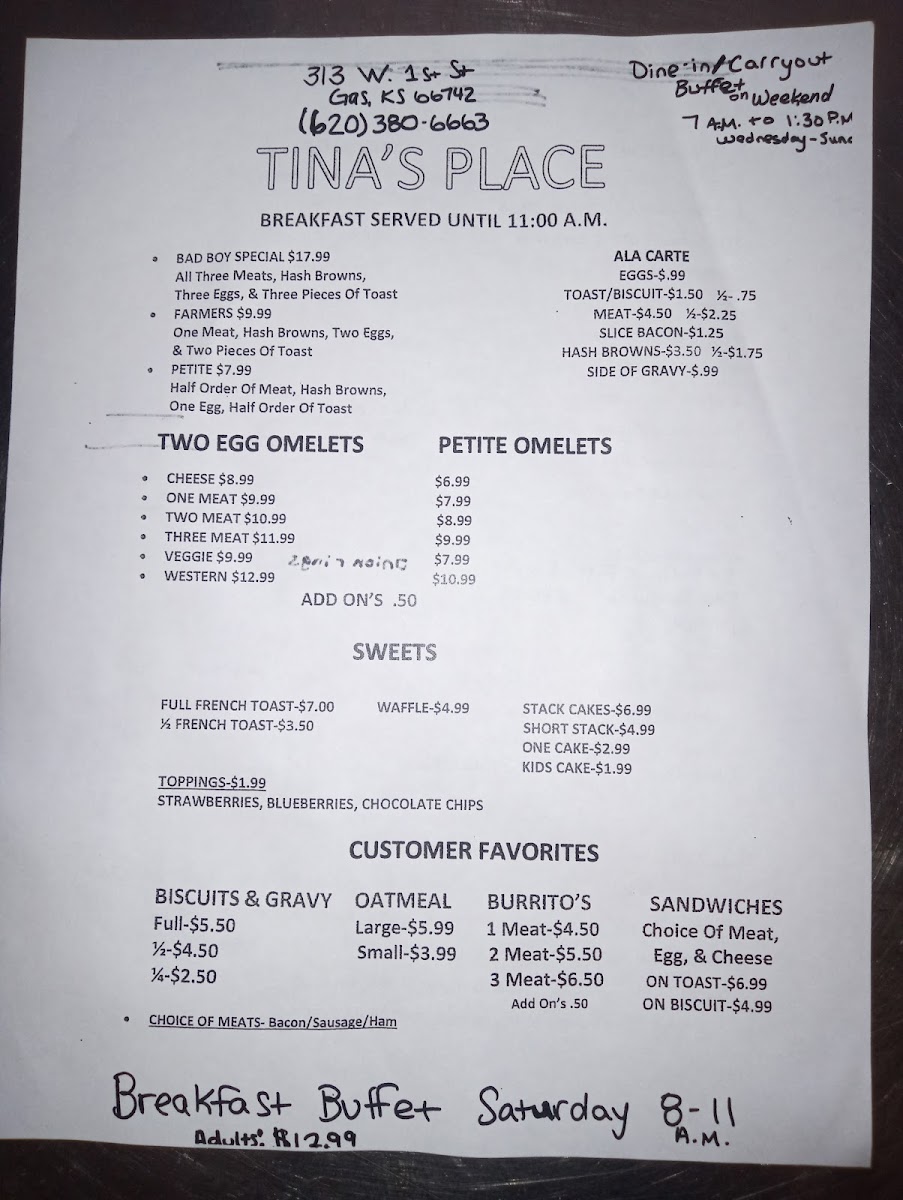 313 W. 1st St
Gas, KS 66742
(620) 380-6663
Dine-in/Carryout
Buffet
on Weekend
7 A.M. to 1:30 P.M
Wednesday-Sun
TINA'S PLACE
BREAKFAST SERVED UNTIL 11:00 A.M.
• BAD BOY SPECIAL $17.99
All Three Meats, Hash Browns,
Three Eggs, & Three Pieces Of Toast
• FARMERS $9.99
One Meat, Hash Browns, Two Eggs,
& Two Pieces Of Toast
• PETITE $7.99
Half Order Of Meat, Hash Browns,
One Egg, Half Order Of Toast
ALA CARTE
EGGS-$.99
TOAST/BISCUIT-$1.50 ½- .75
MEAT-$4.50 ½-$2.25
SLICE BACON-$1.25
HASH BROWNS-$3.50 ½-$1.75
SIDE OF GRAVY-$.99
TWO EGG OMELETS PETITE OMELETS
• CHEESE $8.99 $6.99
• ONE MEAT $9.99 $7.99
• TWO MEAT $10.99 $8.99
• THREE MEAT $11.99 $9.99
• VEGGIE $9.99 $7.99
• WESTERN $12.99 $10.99
ADD ON'S .50
SWEETS
FULL FRENCH TOAST-$7.00
½ FRENCH TOAST-$3.50
WAFFLE-$4.99
STACK CAKES-$6.99
SHORT STACK-$4.99
ONE CAKE-$2.99
KIDS CAKE-$1.99
TOPPINGS-$1.99
STRAWBERRIES, BLUEBERRIES, CHOCOLATE CHIPS
CUSTOMER FAVORITES
BISCUITS & GRAVY
Full-$5.50
½-$4.50
¼-$2.50
OATMEAL
Large-$5.99
Small-$3.99
BURRITO'S
1 Meat-$4.50
2 Meat-$5.50
3 Meat-$6.50
Add On's .50
SANDWICHES
Choice Of Meat,
Egg, & Cheese
ON TOAST-$6.99
ON BISCUIT-$4.99
• CHOICE OF MEATS- Bacon/Sausage/Ham
Breakfast Buffet Saturday 8-11
A.M.
Adults: $12.99